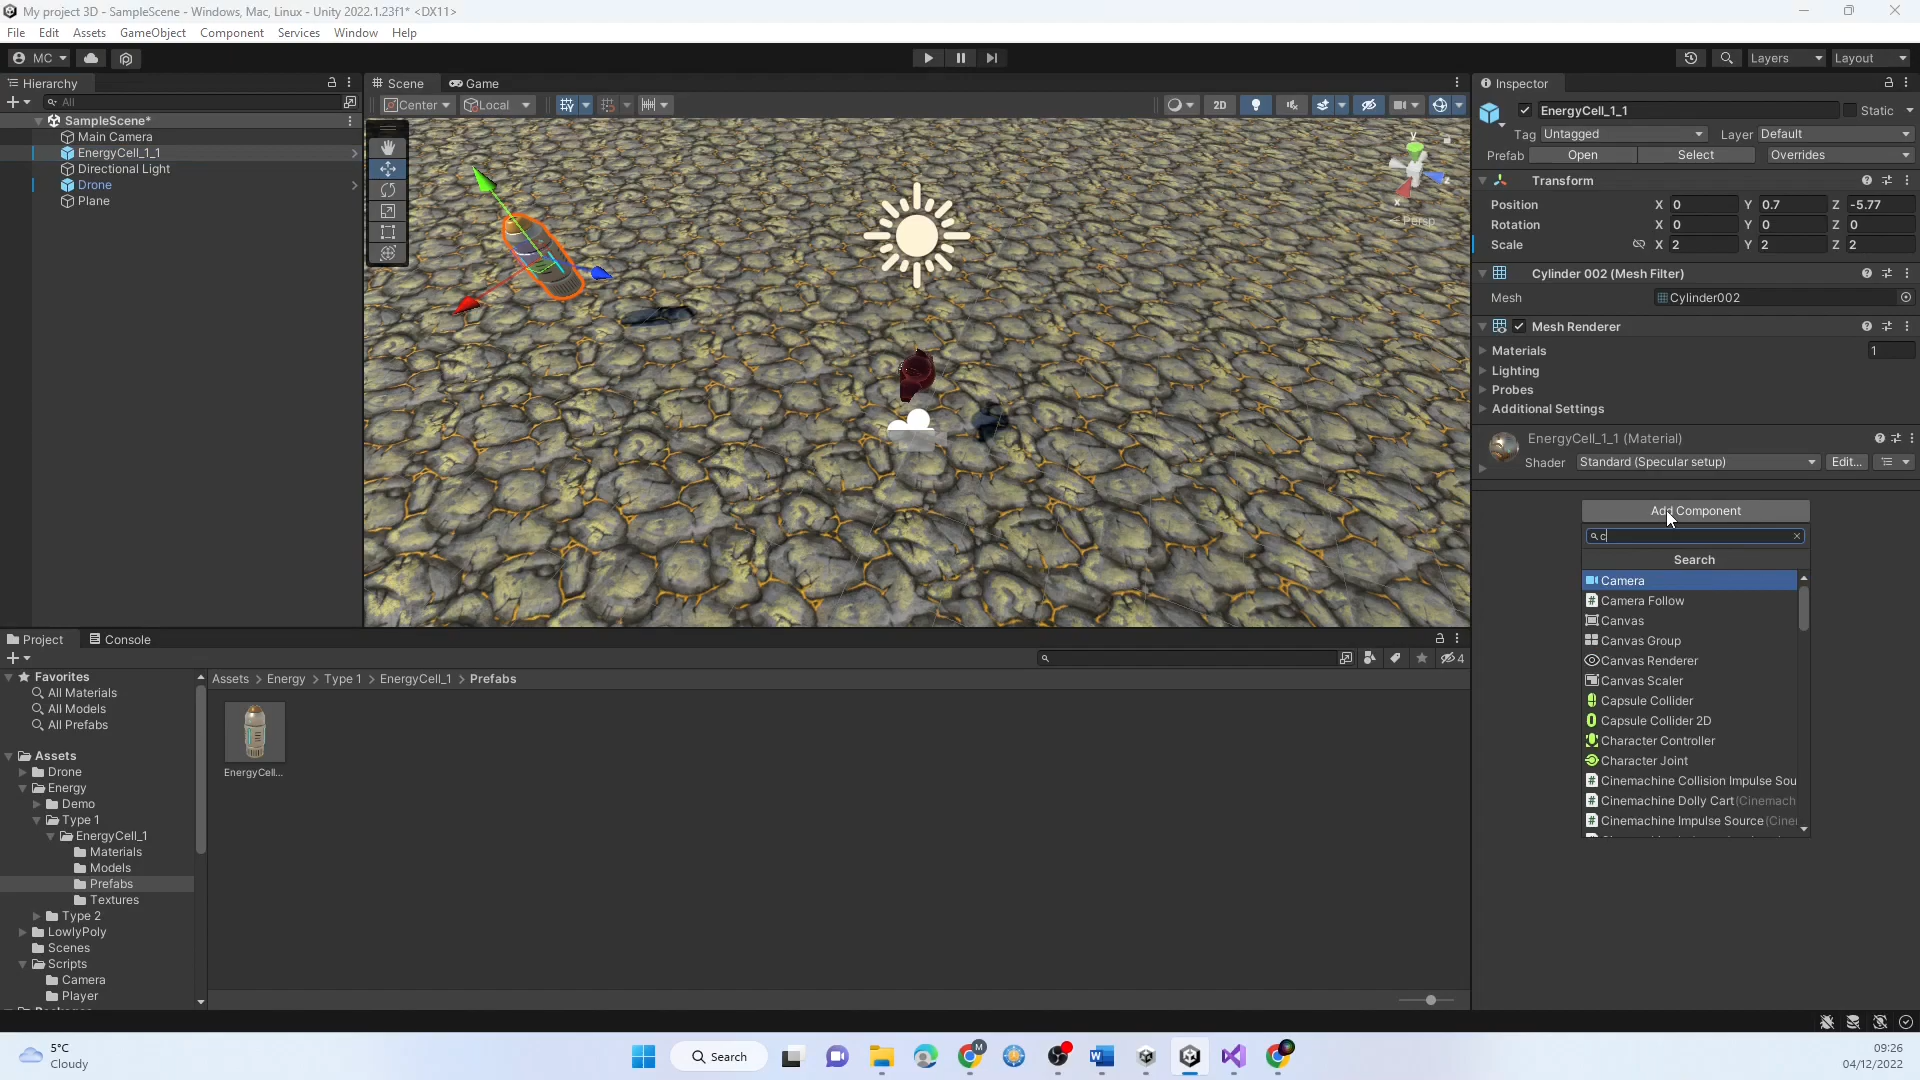 My project 3D - SampleScene - Windows, Mac, Linux - Unity 2022.1.23f1* <DX11>
File Edit Assets GameObject Component Services Window Help
MC
Layers Layout
Hierarchy
Scene Game
Inspector
All
Center Local
2D
SampleScene*
Main Camera
EnergyCell_1_1
Directional Light
Drone
Plane
y
z
x
Persp
EnergyCell_1_1 Static
Tag Untagged Layer Default
Prefab Open Select Overrides
Transform
Position X 0 Y 0.7 Z -5.77
Rotation X 0 Y 0 Z 0
Scale X 2 Y 2 Z 2
Cylinder 002 (Mesh Filter)
Mesh Cylinder002
Mesh Renderer
Materials 1
Lighting
Probes
Additional Settings
EnergyCell_1_1 (Material)
Shader Standard (Specular setup) Edit...
Add Component
c
Search
Camera
Camera Follow
Canvas
Canvas Group
Canvas Renderer
Canvas Scaler
Capsule Collider
Capsule Collider 2D
Character Controller
Character Joint
Cinemachine Collision Impulse Sou
Cinemachine Dolly Cart (Cinemach
Cinemachine Impulse Source (Cine
Project Console
4
Favorites
All Materials
All Models
All Prefabs
Assets
Drone
Energy
Demo
Type 1
EnergyCell_1
Materials
Models
Prefabs
Textures
Type 2
LowlyPoly
Scenes
Scripts
Camera
Player
Assets > Energy > Type 1 > EnergyCell_1 > Prefabs
EnergyCell...
5°C
Cloudy
Search
M
09:26
04/12/2022